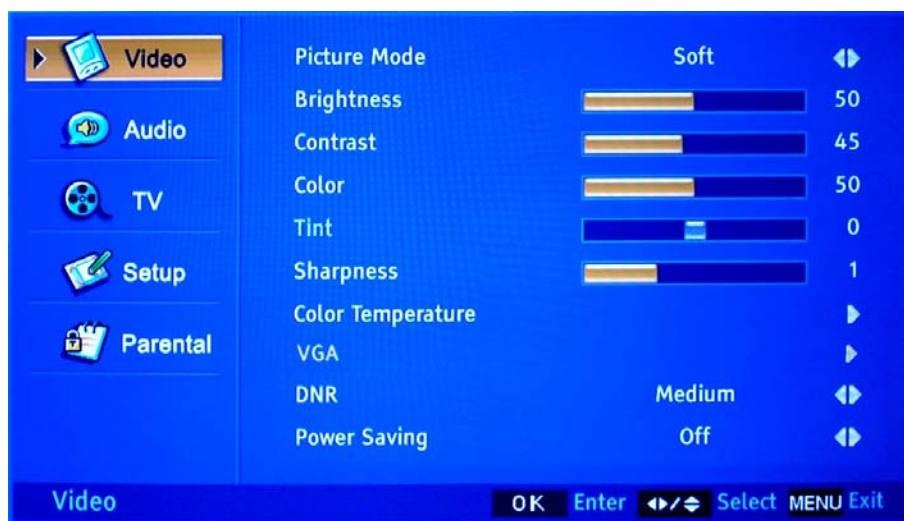 Video
Audio
TV
Setup
Parental
Picture Mode Soft
Brightness 50
Contrast 45
Color 50
Tint 0
Sharpness 1
Color Temperature
VGA
DNR Medium
Power Saving Off
Video OK Enter / Select MENU Exit